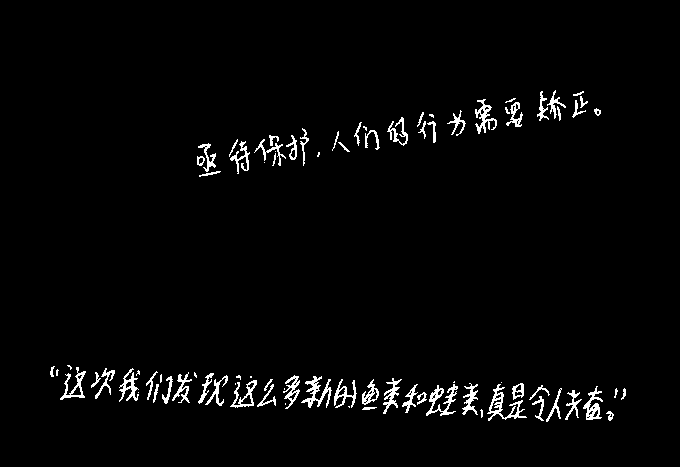 亟待保护，人们的行为需要矫正。
“这次我们发现这么多新的鱼类和蛙类，真是令人夫奋。”